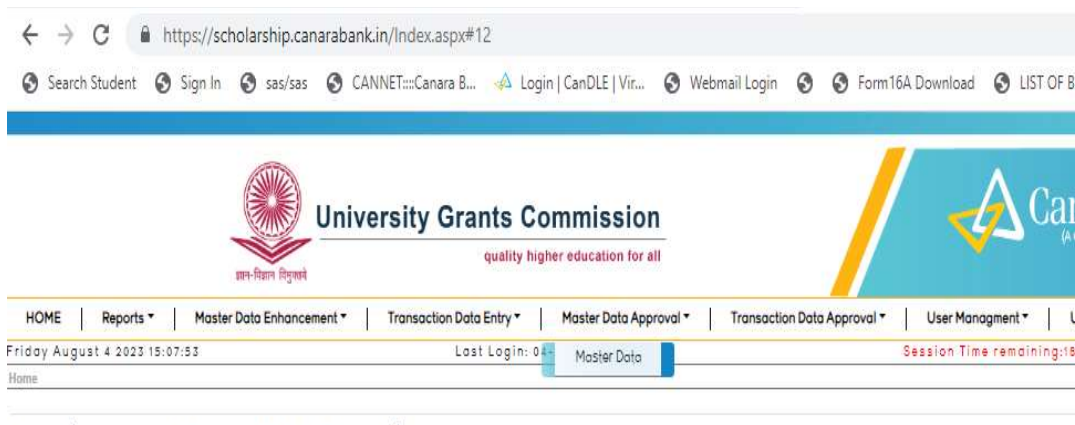 https://scholarship.canarabank.in/Index.aspx#12
Search Student Sign In sas/sas CANNET::::Canara B... Login | CanDLE | Vir... Webmail Login Form16A Download LIST OF B
University Grants Commission
quality higher education for all
ज्ञान-विज्ञान विमुक्तये
Can
(A
HOME Reports Master Data Enhancement Transaction Data Entry Master Data Approval Transaction Data Approval User Managment U
Friday August 4 2023 15:07:53 Last Login: 04- Master Data Session Time remaining:18
Home